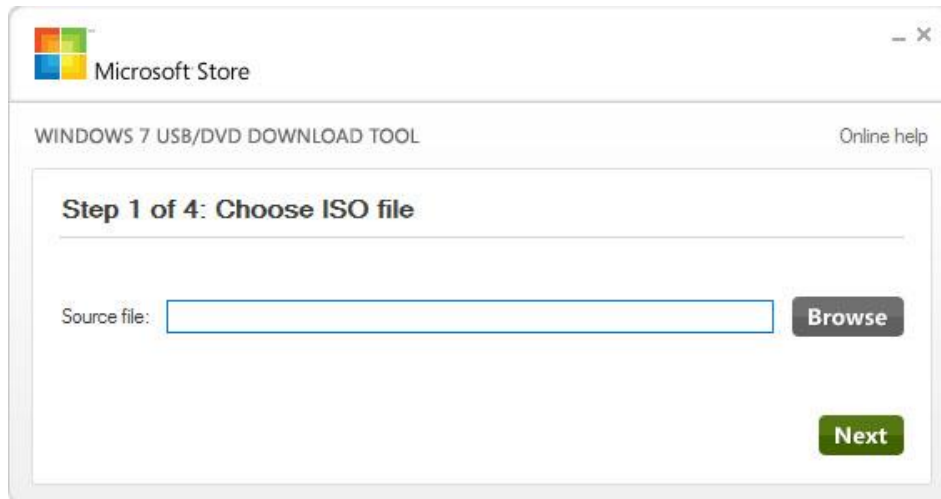 Microsoft Store
WINDOWS 7 USB/DVD DOWNLOAD TOOL
Online help
Step 1 of 4: Choose ISO file
Source file:
Browse
Next